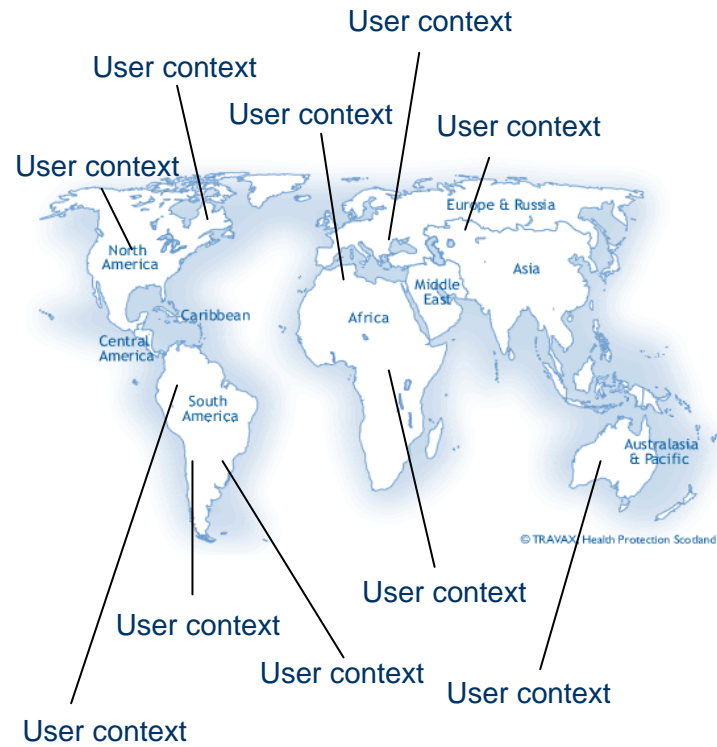 User context
User context
User context
User context
User context
Europe & Russia
North
America
Asia
Middle
East
Caribbean
Africa
Central
America
South
America
Australasia
& Pacific
© TRAVAX, Health Protection Scotland
User context
User context
User context
User context
User context